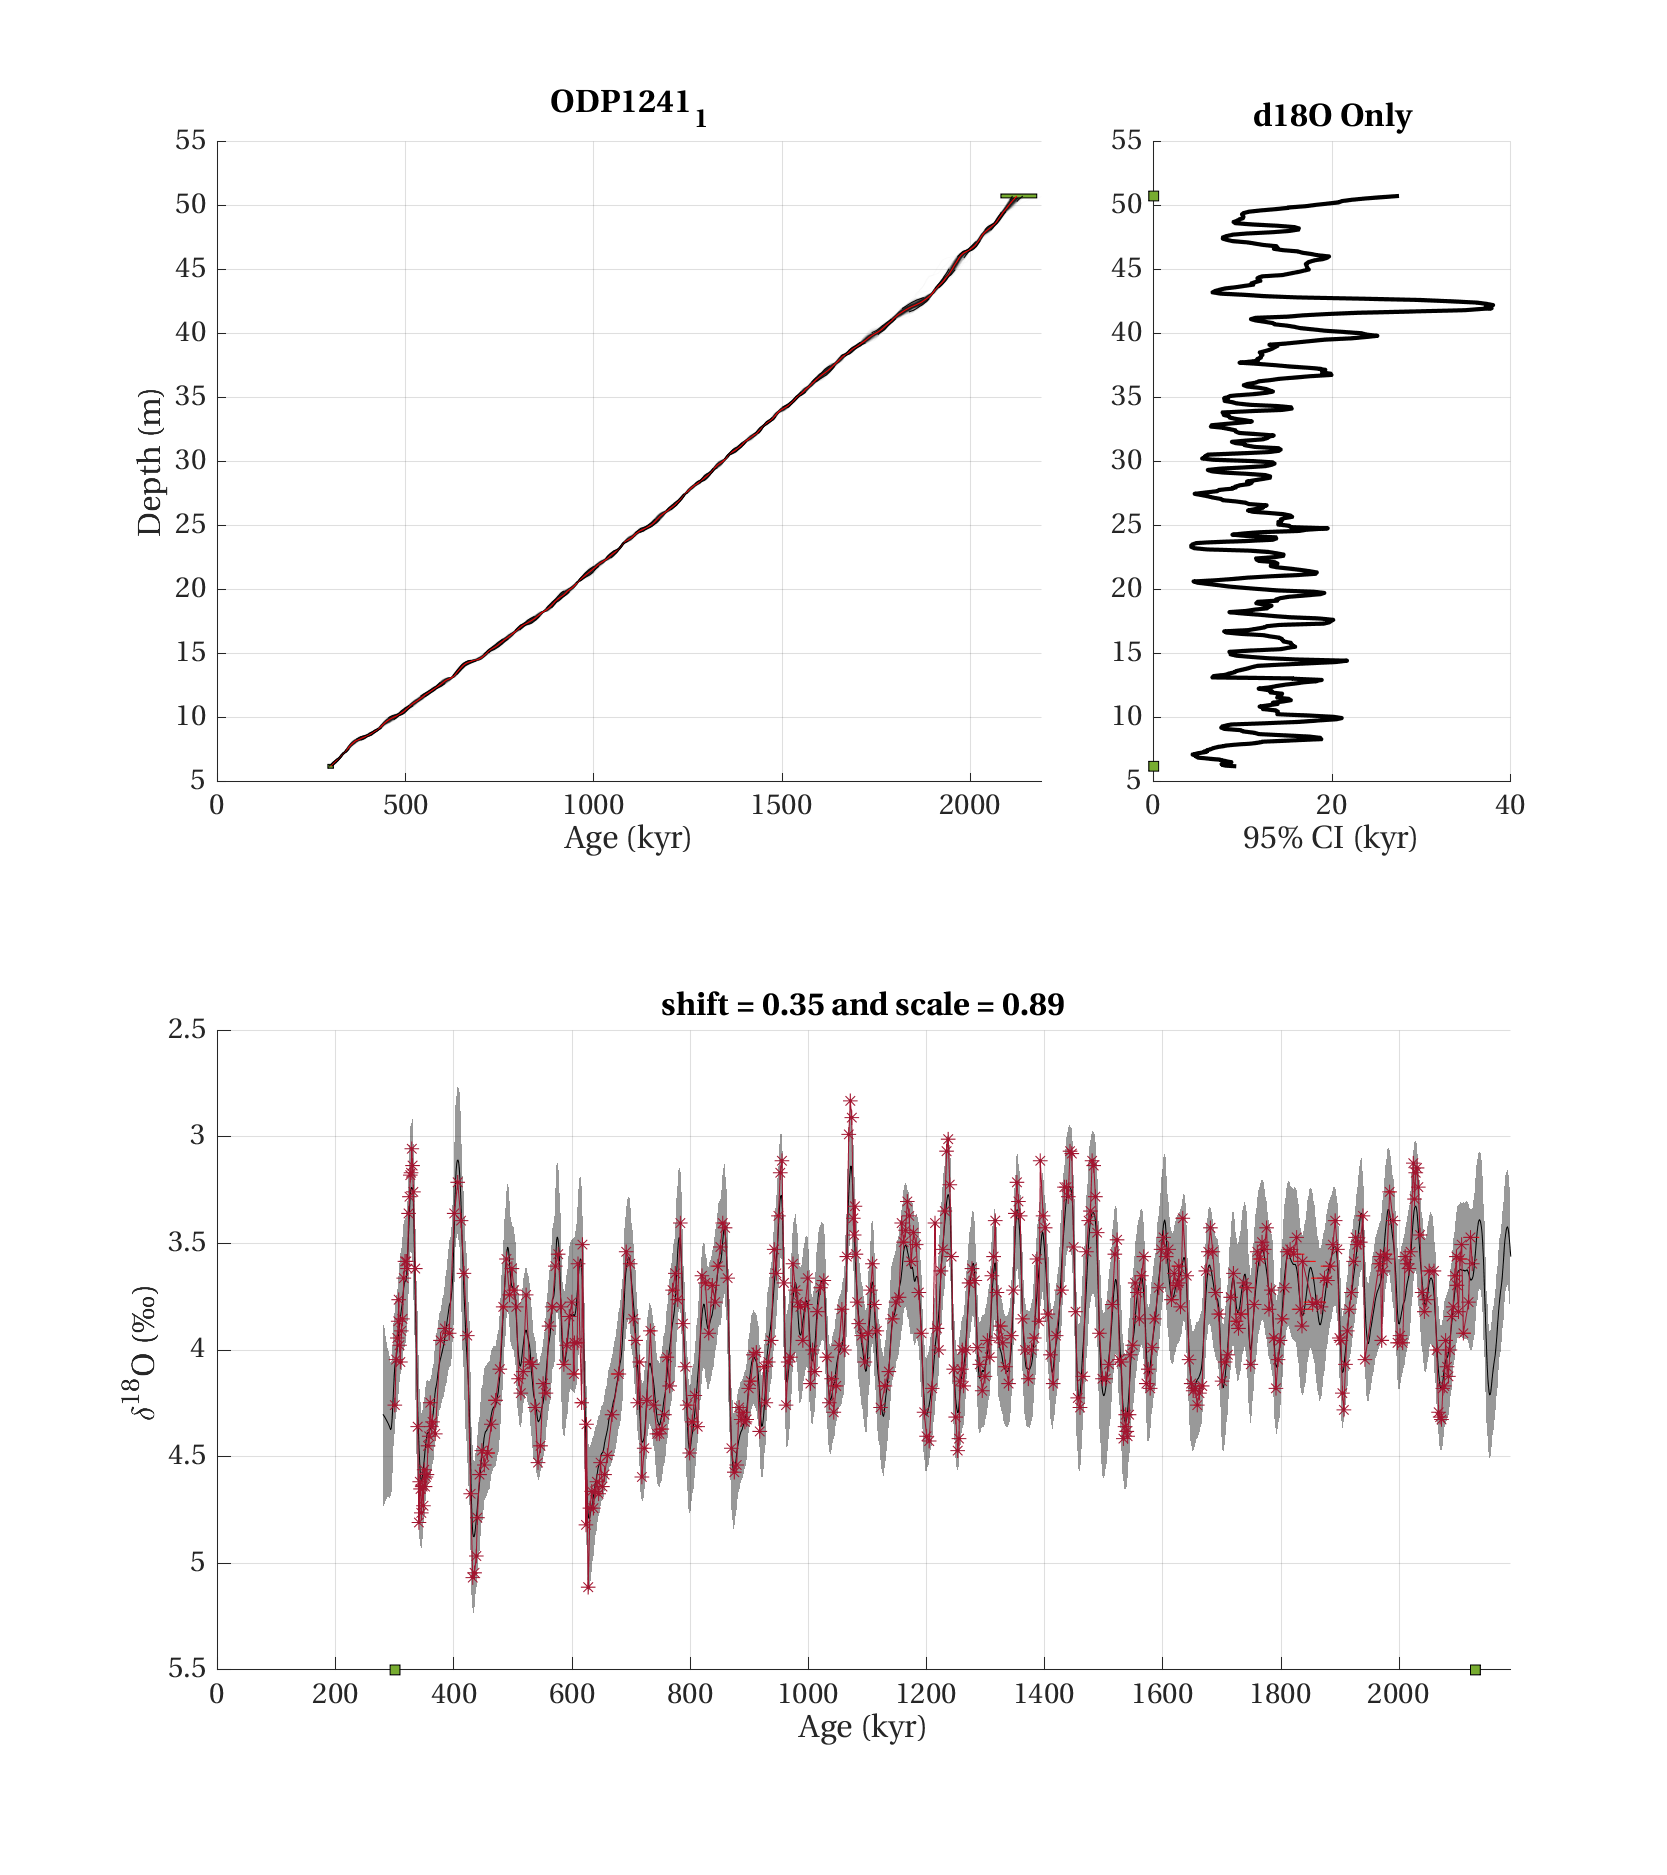 ODP1241₁
55
50
45
40
35
30
25
20
15
10
5
Depth (m)
0 500 1000 1500 2000
Age (kyr)
d18O Only
55
50
45
40
35
30
25
20
15
10
5
0 20 40
95% CI (kyr)
shift = 0.35 and scale = 0.89
2.5
3
3.5
4
4.5
5
5.5
δ¹⁸O (‰)
0 200 400 600 800 1000 1200 1400 1600 1800 2000
Age (kyr)